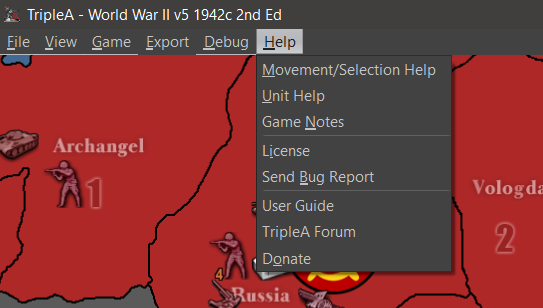 TripleA - World War II v5 1942c 2nd Ed
File View Game Export Debug Help
Movement/Selection Help
Unit Help
Game Notes
License
Send Bug Report
User Guide
TripleA Forum
Donate
Archangel
1
Vologda
2
4
Russia